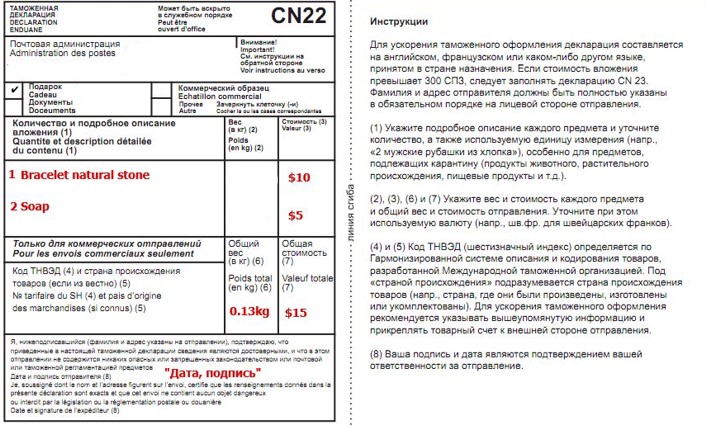 ТАМОЖЕННАЯ
ДЕКЛАРАЦИЯ
DECLARATION
ENDUANE
Может быть вскрыто
в служебном порядке
Peut être
ouvert d'office
CN22
Почтовая администрация
Administration des postes
Внимание!
Important!
См. инструкции на
обратной стороне
Voir instructions au verso
✓
Подарок
Cadeau
Документы
Doceuments
Коммерческий образец
Echatillon commercial
Прочее Зачеркнуть клеточку (-и)
Autre Cocher la ou les cases correspondantes
Количество и подробное описание
вложения (1)
Quantite et description détailée
du contenu (1)
Вес
(в кг) (2)
Poids
(en kg) (2)
Стоимость (3)
Valeur (3)
1 Bracelet natural stone
$10
2 Soap
$5
Только для коммерческих отправлений
Pour les envois commerciaux seulement
Код ТНВЭД (4) и страна происхождения
товаров (если известно) (5)
№ tarifaire du SH (4) et pais d'origine
des marchandises (si connus) (5)
Общий
вес
(в кг) (6)
Poids total
(en kg) (6)
0.13kg
Общая
стоимость
(7)
Valeuf totale
(7)
$15
Я, нижеподписавшийся (фамилия и адрес указаны на отправлении), подтверждаю, что
приведенные в настоящей таможенной декларации сведения являются достоверными, и что в этом
отправлении не содержится никаких опасных или запрещенных законодательством или почтовой
или таможенной регламентацией предметов
Дата и подпись отправителя (8)
"Дата, подпись"
Je, soussigné dont le nom et l'adresse figurent sur l'envoi, certifie que les renseignements donnés dans la
présente déclaration sont exacts et que cet envoi ne contient aucun objet dangereux
ou interdit par la législation ou la réglementation postale ou douanière
Date et signature de l'expéditeur (8)
линия сгиба
Инструкции
Для ускорения таможенного оформления декларация составляется
на английском, французском или каком-либо другом языке,
принятом в стране назначения. Если стоимость вложения
превышает 300 СПЗ, следует заполнять декларацию CN 23.
Фамилия и адрес отправителя должны быть полностью указаны
в обязательном порядке на лицевой стороне отправления.
(1) Укажите подробное описание каждого предмета и уточните
количество, а также используемую единицу измерения (напр.,
«2 мужские рубашки из хлопка»), особенно для предметов,
подлежащих карантину (продукты животного, растительного
происхождения, пищевые продукты и т.д.).
(2), (3), (6) и (7) Укажите вес и стоимость каждого предмета
и общий вес и стоимость отправления. Уточните при этом
используемую валюту (напр., шв.фр. для швейцарских франков).
(4) и (5) Код ТНВЭД (шестизначный индекс) определяется по
Гармонизированной системе описания и кодирования товаров,
разработанной Международной таможенной организацией. Под
«страной происхождения» подразумевается страна происхождения
товаров (напр., страна, где они были произведены, изготовлены
или укомплектованы). Для ускорения таможенного оформления
рекомендуется указывать вышеупомянутую информацию и
прикреплять товарный счет к внешней стороне отправления.
(8) Ваша подпись и дата являются подтверждением вашей
ответственности за отправление.